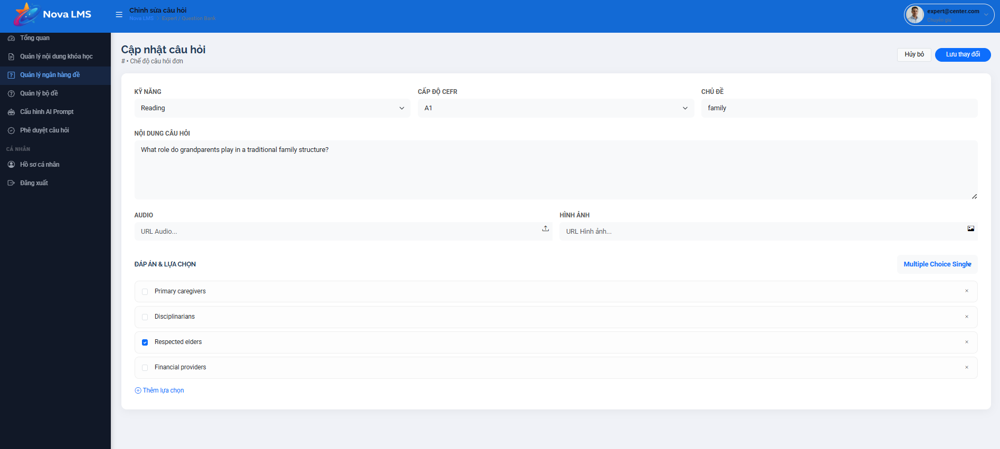 Nova LMS
Chỉnh sửa câu hỏi
Nova LMS > Expert / Question Bank
expert@center.com
Chuyên gia
Tổng quan
Quản lý nội dung khóa học
Quản lý ngân hàng đề
Quản lý bộ đề
Cấu hình AI Prompt
Phê duyệt câu hỏi
CÁ NHÂN
Hồ sơ cá nhân
Đăng xuất
Cập nhật câu hỏi
# • Chế độ câu hỏi đơn
Hủy bỏ
Lưu thay đổi
KỸ NĂNG
CẤP ĐỘ CEFR
CHỦ ĐỀ
Reading
A1
family
NỘI DUNG CÂU HỎI
What role do grandparents play in a traditional family structure?
AUDIO
HÌNH ẢNH
URL Audio...
URL Hình ảnh...
ĐÁP ÁN & LỰA CHỌN
Multiple Choice Single
Primary caregivers
Disciplinarians
Respected elders
Financial providers
Thêm lựa chọn